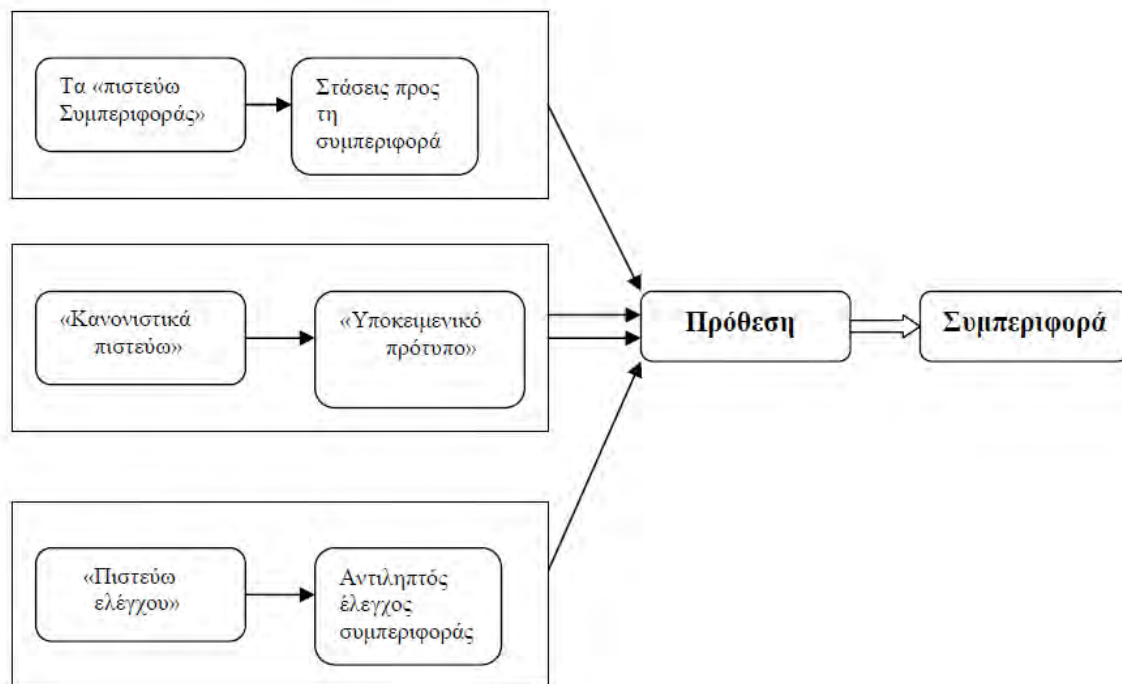 Τα «πιστεύω
Συμπεριφοράς»
Στάσεις προς
τη
συμπεριφορά
«Κανονιστικά
πιστεύω»
«Υποκειμενικό
πρότυπο»
Πρόθεση
Συμπεριφορά
«Πιστεύω
ελέγχου»
Αντιληπτός
έλεγχος
συμπεριφοράς